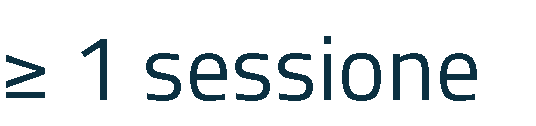 ≥ 1 sessione